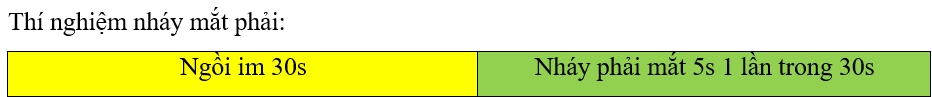 Thí nghiệm nháy mắt phải:
Ngồi im 30s
Nháy phải mắt 5s 1 lần trong 30s